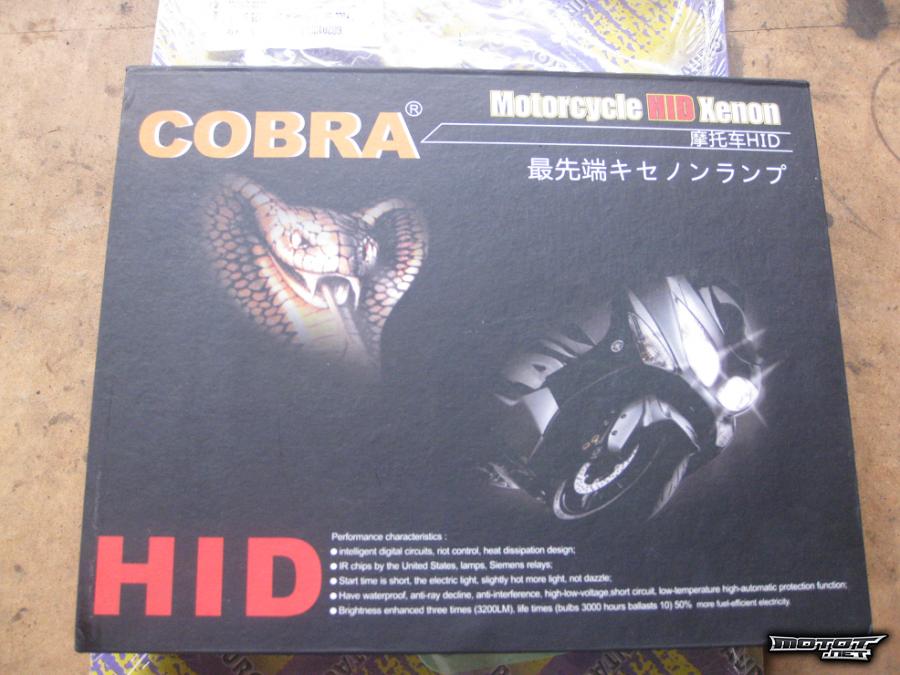 COBRA®
Motorcycle HID Xenon
摩托车HID
最先端キセノンランプ
HID
Performance characteristics :
● intelligent digital circuits, riot control, heat dissipation design;
● IR chips by the United States, lamps, Siemens relays;
● Start time is short, the electric light, slightly hot more light, not dazzle;
● Have waterproof, anti-ray decline, anti-interference, high-low-voltage,short circuit, low-temperature high-automatic protection function;
● Brightness enhanced three times (3200LM), life times (bulbs 3000 hours ballasts 10) 50% more fuel-efficient electricity.
MOTOT
.NET